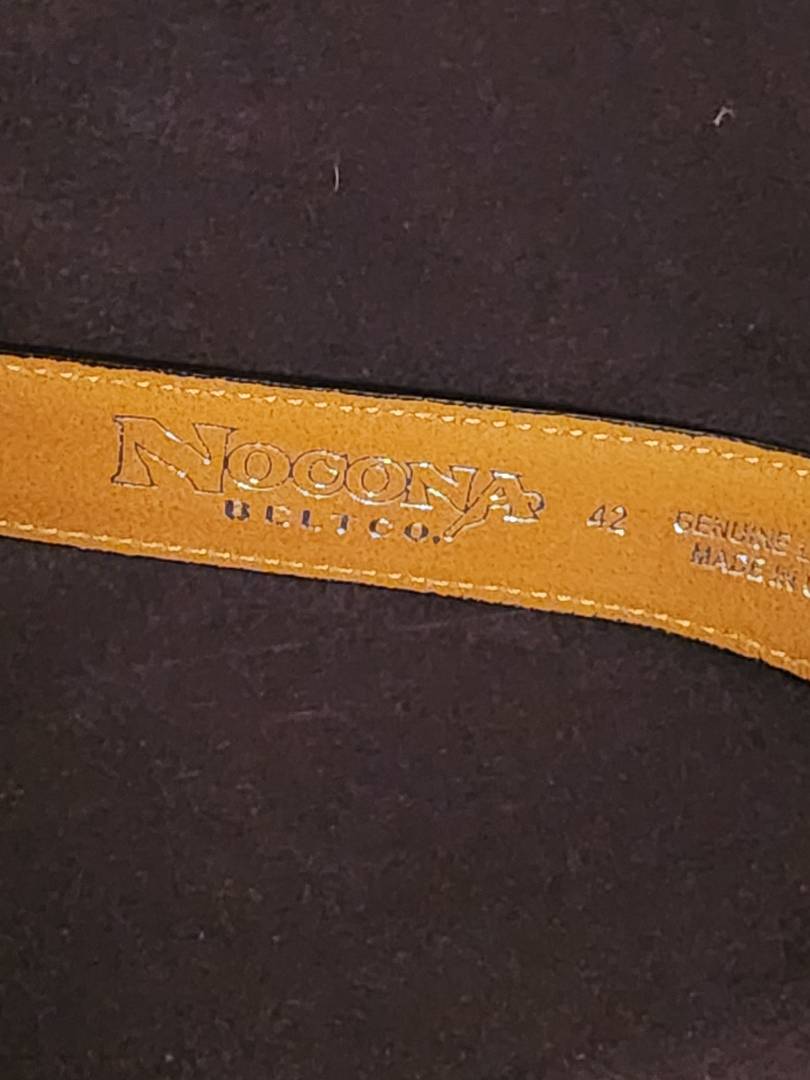 NOCONA
BELT CO.
42
GENUINE
MADE IN